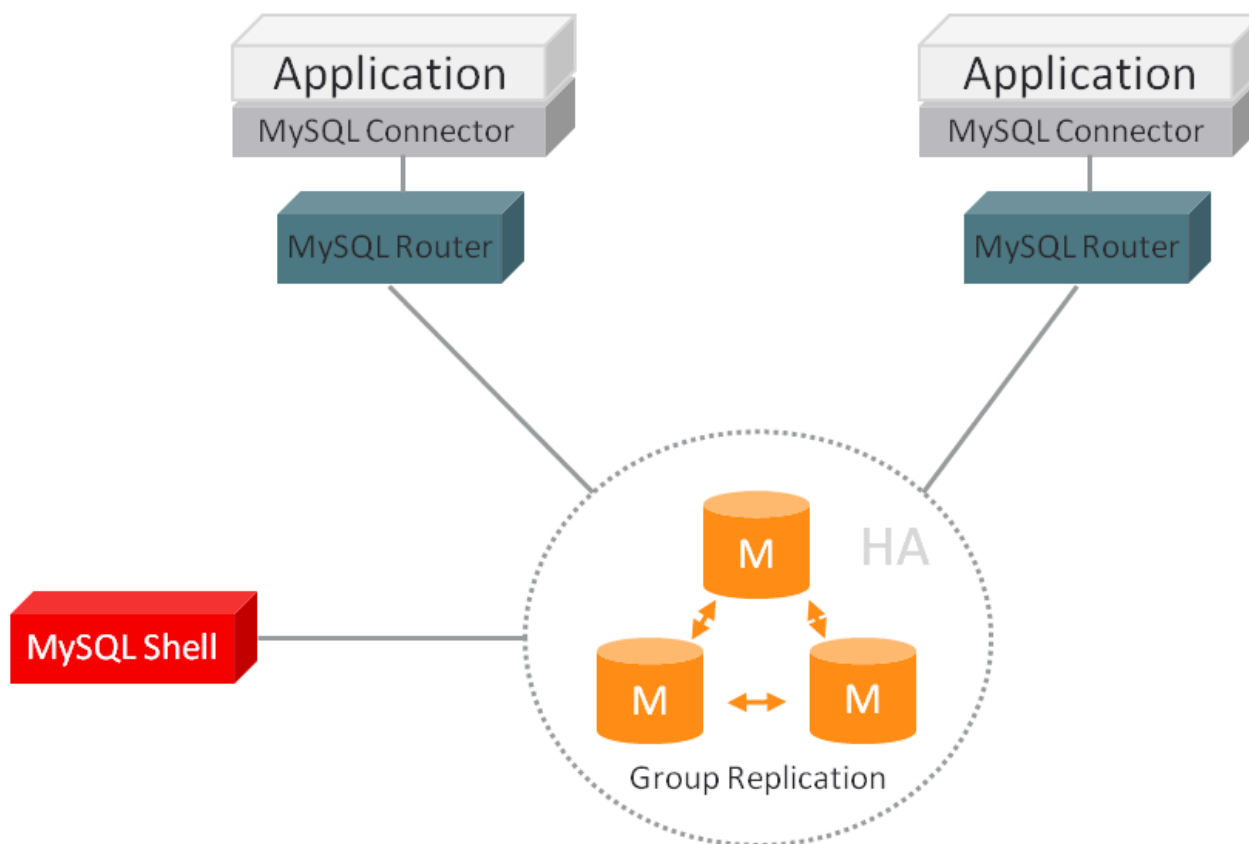 Application
MySQL Connector
MySQL Router
Application
MySQL Connector
MySQL Router
HA
M
MySQL Shell
M
M
Group Replication